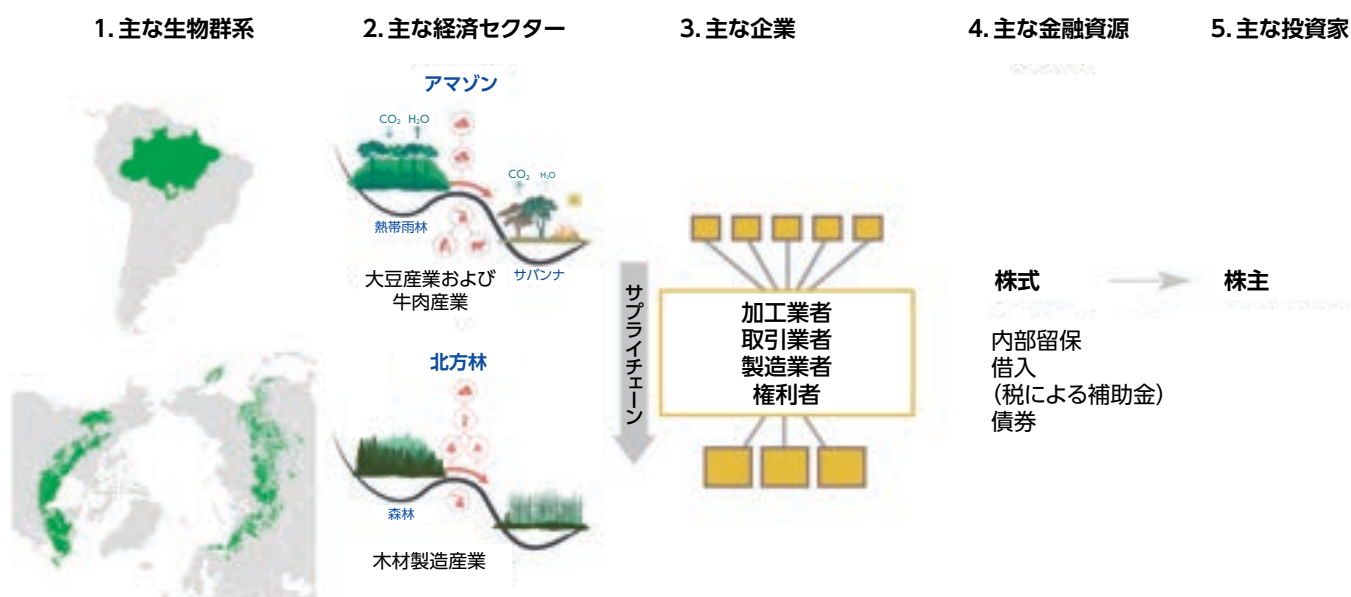 1. 主な生物群系
2. 主な経済セクター
3. 主な企業
4. 主な金融資源
5. 主な投資家
アマゾン
CO₂ H₂O
CO₂ H₂O
熱帯雨林
サバンナ
大豆産業および
牛肉産業
北方林
森林
木材製造産業
サプライチェーン
加工業者
取引業者
製造業者
権利者
株式
内部留保
借入
(税による補助金)
債券
株主